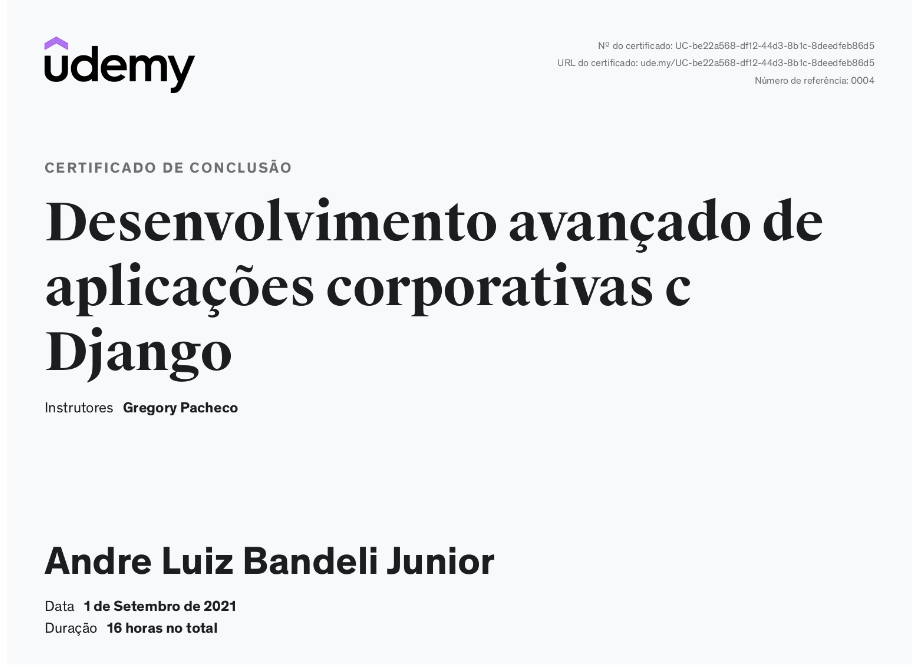 udemy
Nº do certificado: UC-be22a568-df12-44d3-8b1c-8deedfeb86d5
URL do certificado: ude.my/UC-be22a568-df12-44d3-8b1c-8deedfeb86d5
Número de referência: 0004
CERTIFICADO DE CONCLUSÃO
Desenvolvimento avançado de
aplicações corporativas c
Django
Instrutores Gregory Pacheco
Andre Luiz Bandeli Junior
Data 1 de Setembro de 2021
Duração 16 horas no total